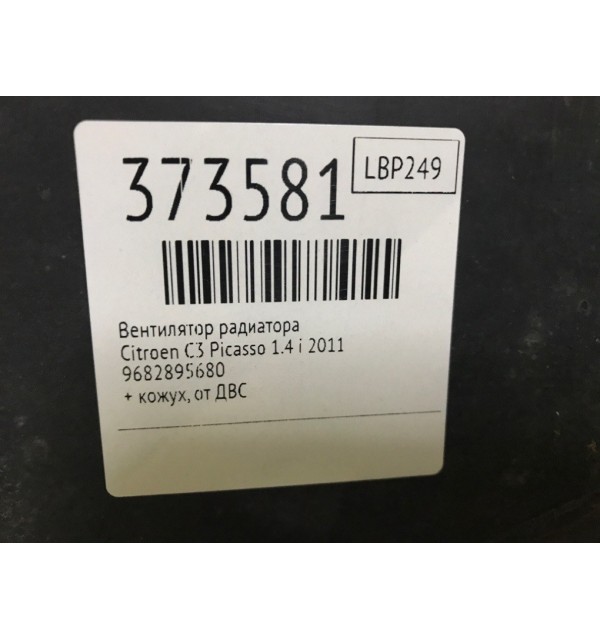 373581
LBP249
Вентилятор радиатора
Citroen C3 Picasso 1.4 i 2011
9682895680
+ кожух, от ДВС